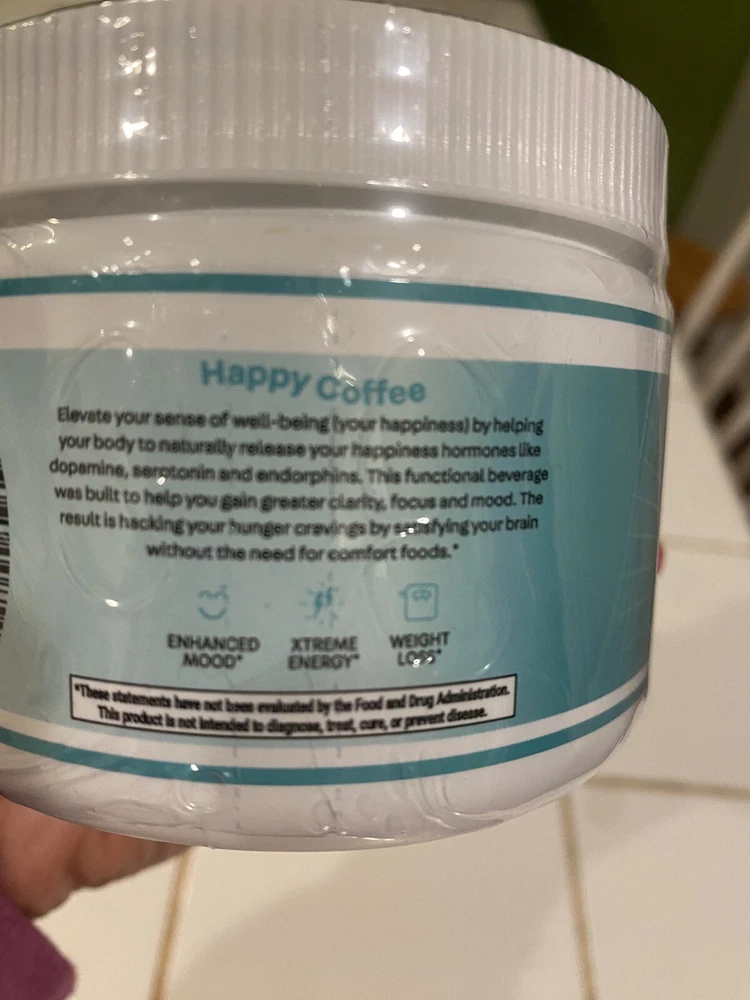 Happy Coffee
Elevate your sense of well-being (your happiness) by helping
your body to naturally release your happiness hormones like
dopamine, serotonin and endorphins. This functional beverage
was built to help you gain greater clarity, focus and mood. The
result is hacking your hunger cravings by satisfying your brain
without the need for comfort foods.*
ENHANCED MOOD*
XTREME ENERGY*
WEIGHT LOSS*
*These statements have not been evaluated by the Food and Drug Administration.
This product is not intended to diagnose, treat, cure, or prevent disease.